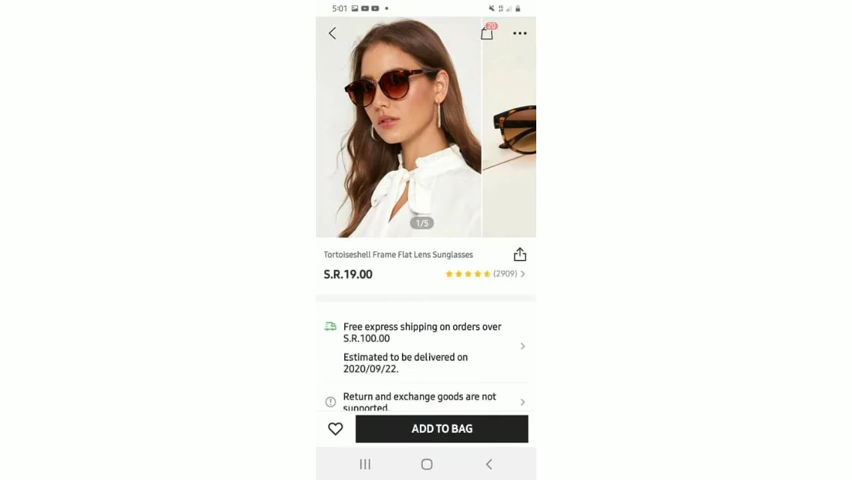 5:01
20
1/5
Tortoiseshell Frame Flat Lens Sunglasses
S.R.19.00
(2909)
Free express shipping on orders over
S.R.100.00
Estimated to be delivered on
2020/09/22.
Return and exchange goods are not
supported.
ADD TO BAG